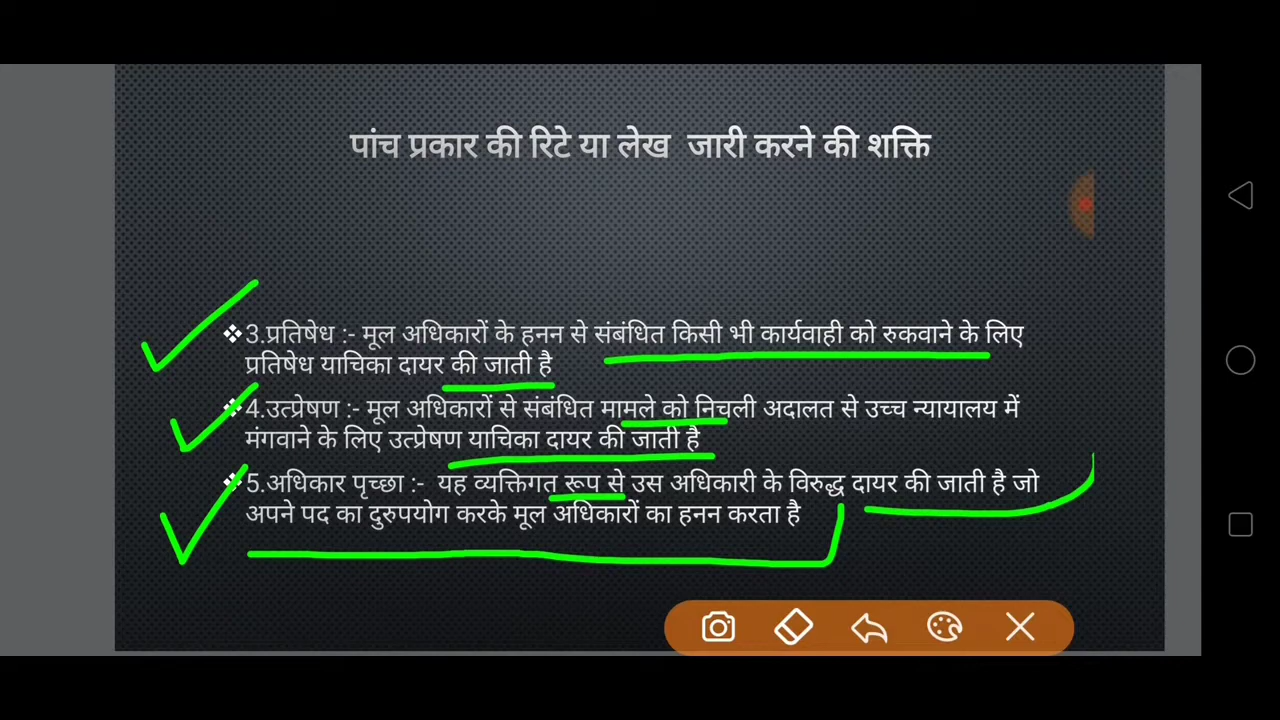 पांच प्रकार की रिटे या लेख जारी करने की शक्ति
❖3.प्रतिषेध :- मूल अधिकारों के हनन से संबंधित किसी भी कार्यवाही को रुकवाने के लिए
प्रतिषेध याचिका दायर की जाती है
❖4.उत्प्रेषण :- मूल अधिकारों से संबंधित मामले को निचली अदालत से उच्च न्यायालय में
मंगवाने के लिए उत्प्रेषण याचिका दायर की जाती है
❖5.अधिकार पृच्छा :- यह व्यक्तिगत रूप से उस अधिकारी के विरुद्ध दायर की जाती है जो
अपने पद का दुरुपयोग करके मूल अधिकारों का हनन करता है